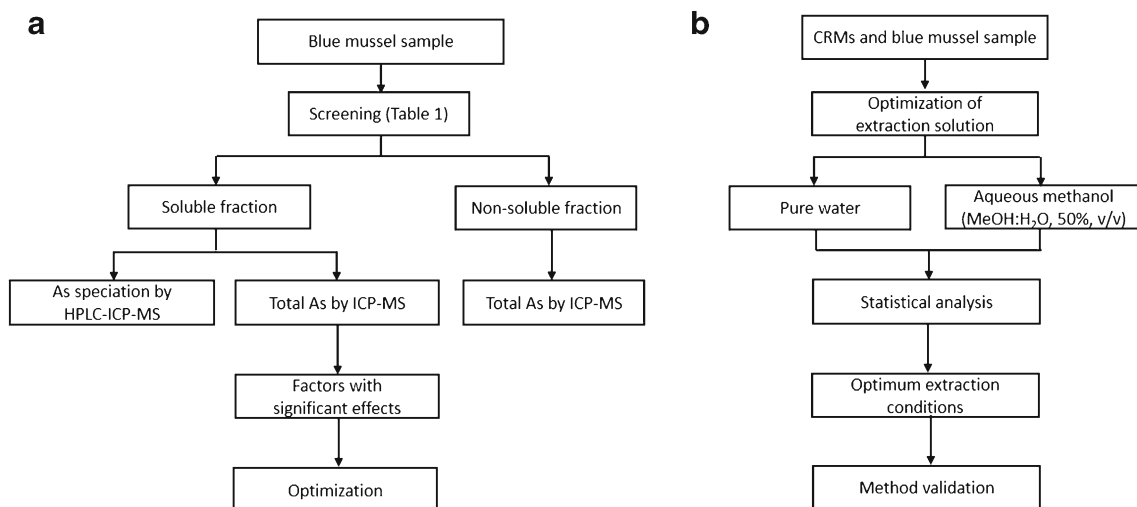 a
Blue mussel sample
Screening (Table 1)
Soluble fraction
Non-soluble fraction
As speciation by
HPLC-ICP-MS
Total As by ICP-MS
Total As by ICP-MS
Factors with
significant effects
Optimization
b
CRMs and blue mussel sample
Optimization of
extraction solution
Pure water
Aqueous methanol
(MeOH:H₂O, 50%, v/v)
Statistical analysis
Optimum extraction
conditions
Method validation